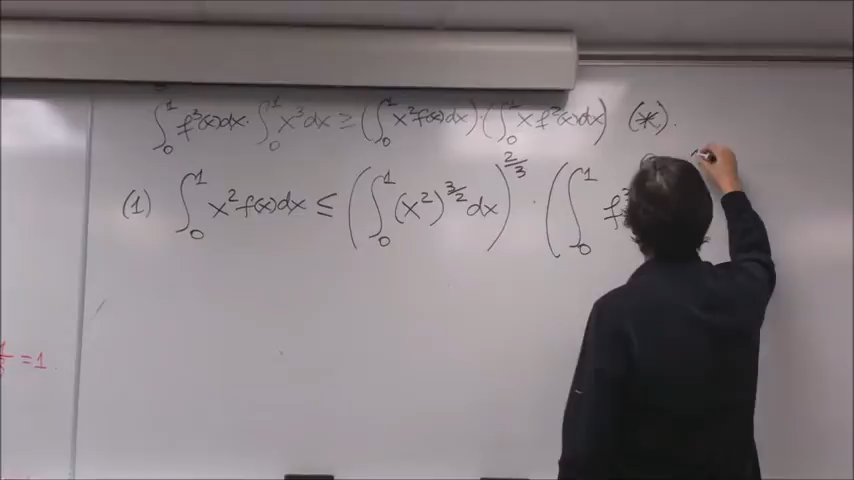 ∫₀¹ f³(x)dx · ∫₀¹ x³dx ≥ (∫₀¹ x²f(x)dx) · (∫₀¹ xf²(x)dx) (*).
(1) ∫₀¹ x²f(x)dx ≤ (∫₀¹ (x²)^{3/2} dx)^{2/3} · (∫₀¹ f³
=1